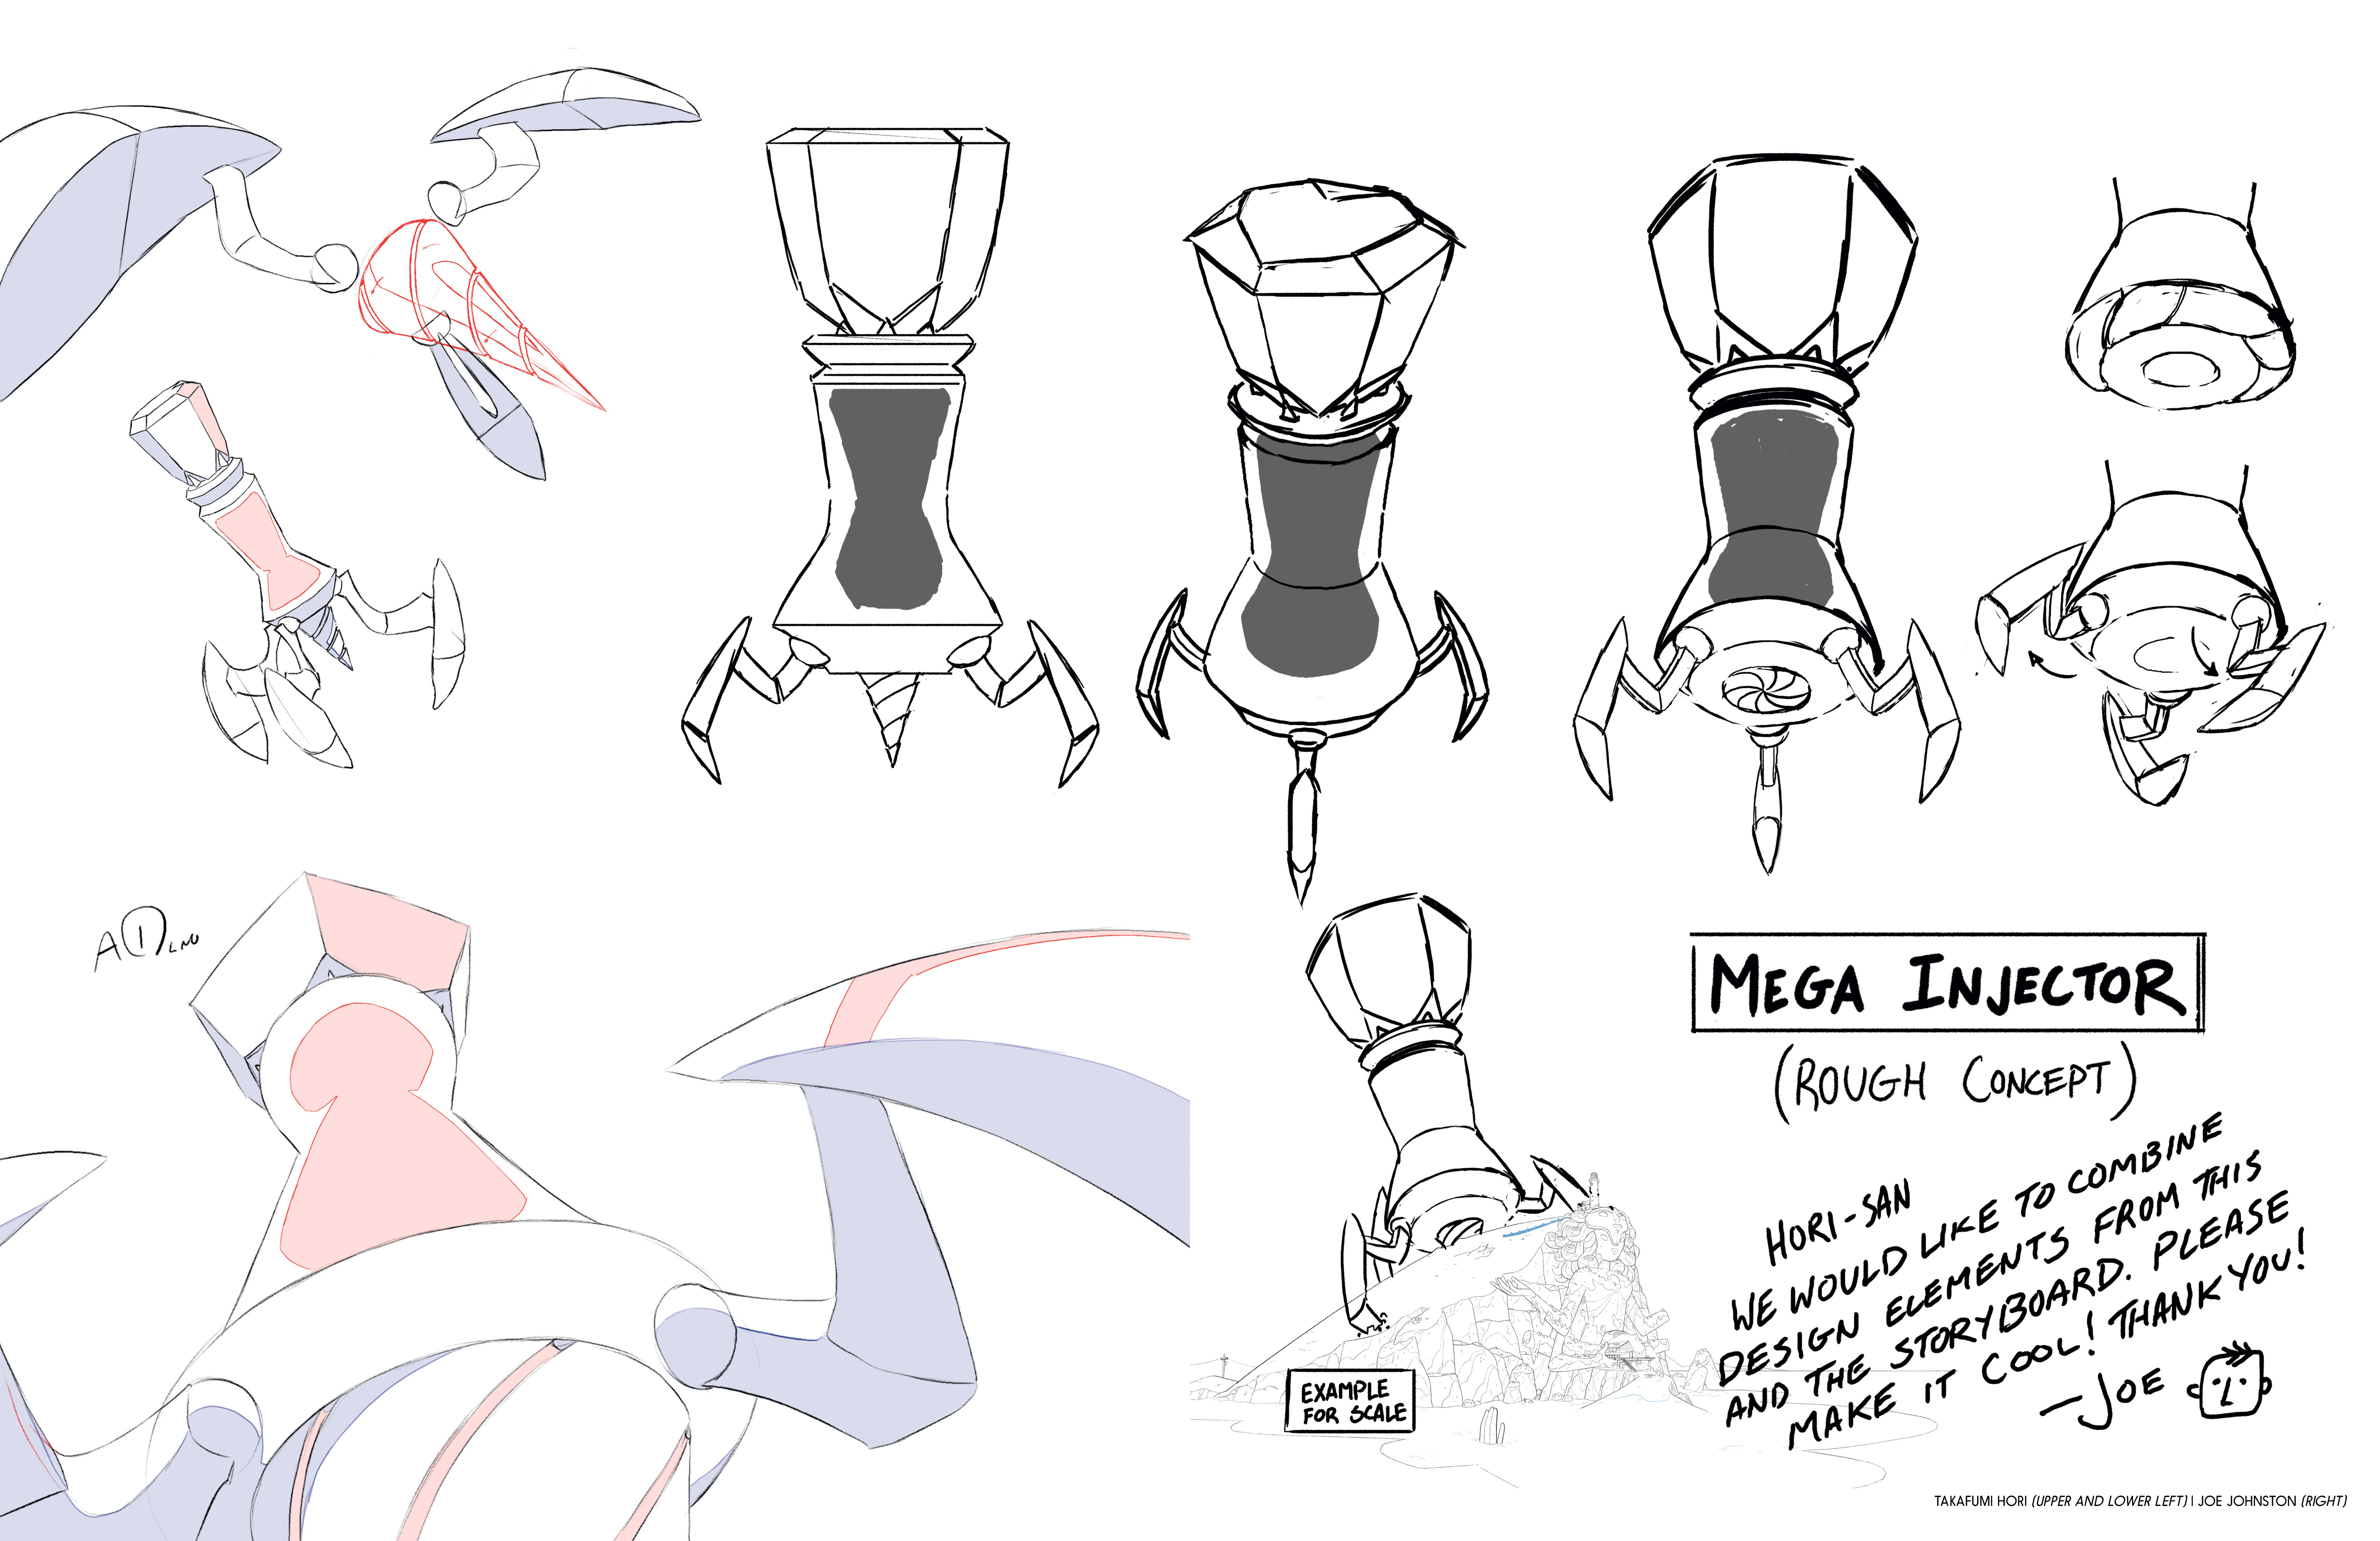 A 1
MEGA INJECTOR
(ROUGH CONCEPT)
HORI-SAN
WE WOULD LIKE TO COMBINE
DESIGN ELEMENTS FROM THIS
AND THE STORYBOARD. PLEASE
MAKE IT COOL! THANK YOU!
-JOE
EXAMPLE
FOR SCALE
TAKAFUMI HORI (UPPER AND LOWER LEFT) | JOE JOHNSTON (RIGHT)